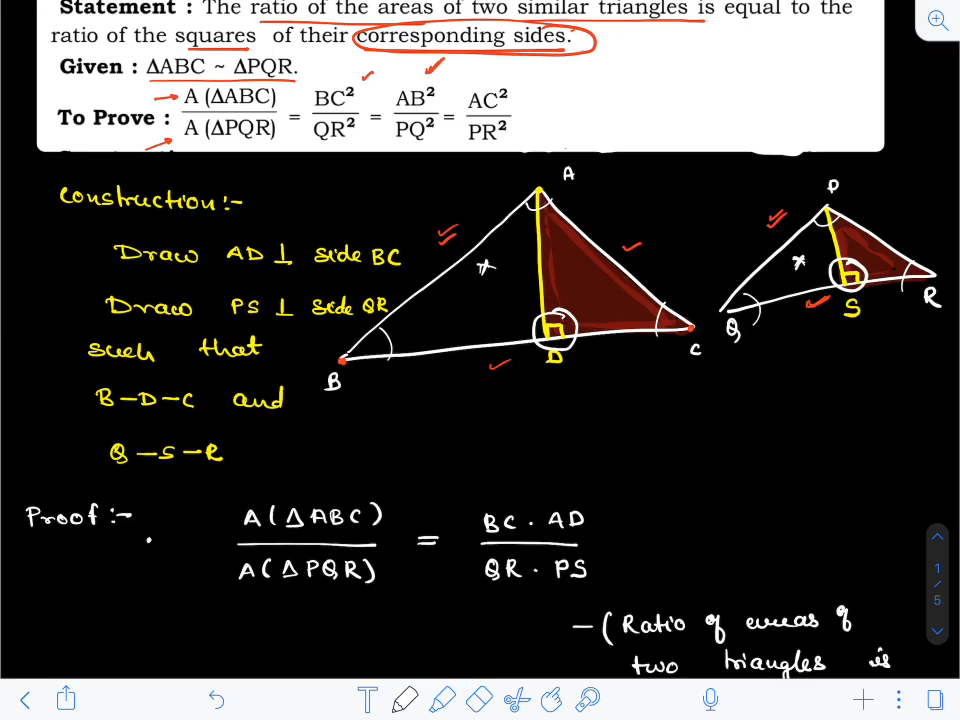 Statement : The ratio of the areas of two similar triangles is equal to the
ratio of the squares of their corresponding sides.
Given : ΔABC ~ ΔPQR.
To Prove : A (ΔABC) / A (ΔPQR) = BC² / QR² = AB² / PQ² = AC² / PR²
Construction :-
Draw AD ⊥ side BC
Draw PS ⊥ side QR
such that
B-D-C and
Q-S-R
A
B
D
C
P
Q
S
R
Proof :-
A(ΔABC) / A(ΔPQR) = BC · AD / QR · PS
- (Ratio of areas of
two triangles is
1
/
5
T